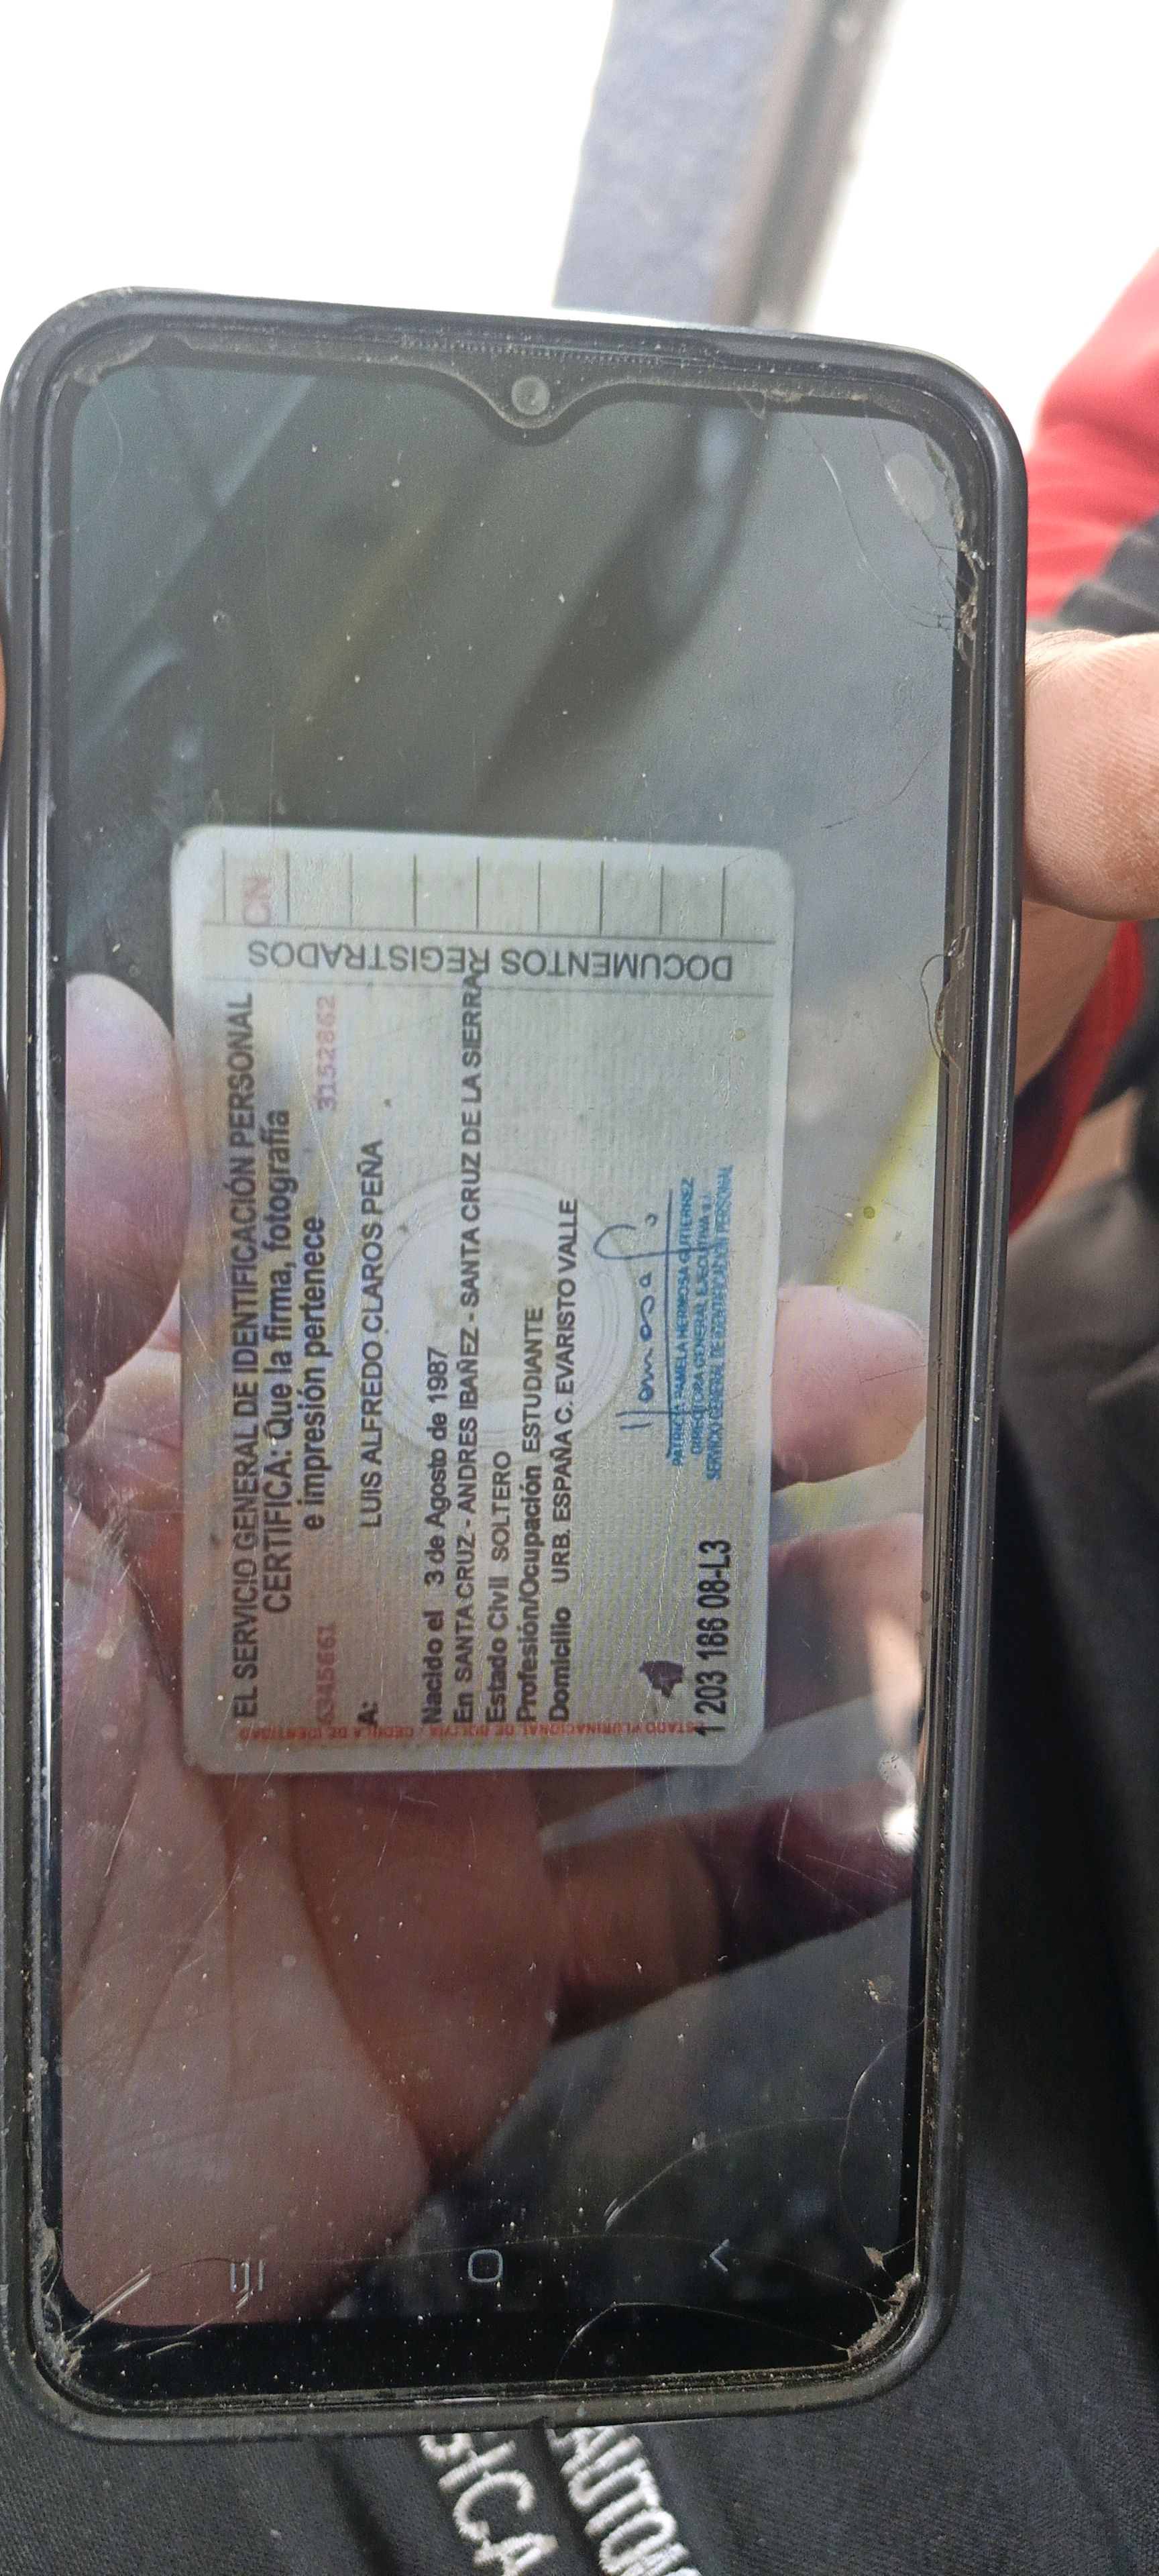 EL SERVICIO GENERAL DE IDENTIFICACIÓN PERSONAL
CERTIFICA: Que la firma, fotografía
e impresión pertenece
6345661
3152862
A: LUIS ALFREDO CLAROS PEÑA
Nacido el 3 de Agosto de 1987
En SANTA CRUZ - ANDRES IBAÑEZ - SANTA CRUZ DE LA SIERRA
Estado Civil SOLTERO
Profesión/Ocupación ESTUDIANTE
Domicilio URB. ESPAÑA C. EVARISTO VALLE
PATRICIA PAMELA HERMOSA GUTIERREZ
DIRECTORA GENERAL EJECUTIVA a.i.
SERVICIO GENERAL DE IDENTIFICACIÓN PERSONAL
1 203 186 08-L3
ESTADO PLURINACIONAL DE BOLIVIA CEDULA DE IDENTIDAD
DOCUMENTOS REGISTRADOS
CN